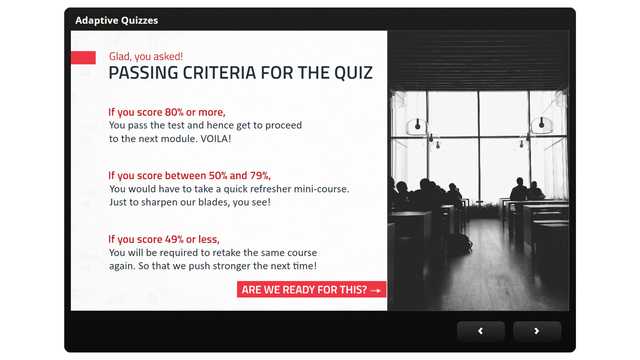 Adaptive Quizzes
Glad, you asked!
PASSING CRITERIA FOR THE QUIZ
If you score 80% or more,
You pass the test and hence get to proceed
to the next module. VOILA!
If you score between 50% and 79%,
You would have to take a quick refresher mini-course.
Just to sharpen our blades, you see!
If you score 49% or less,
You will be required to retake the same course
again. So that we push stronger the next time!
ARE WE READY FOR THIS? →